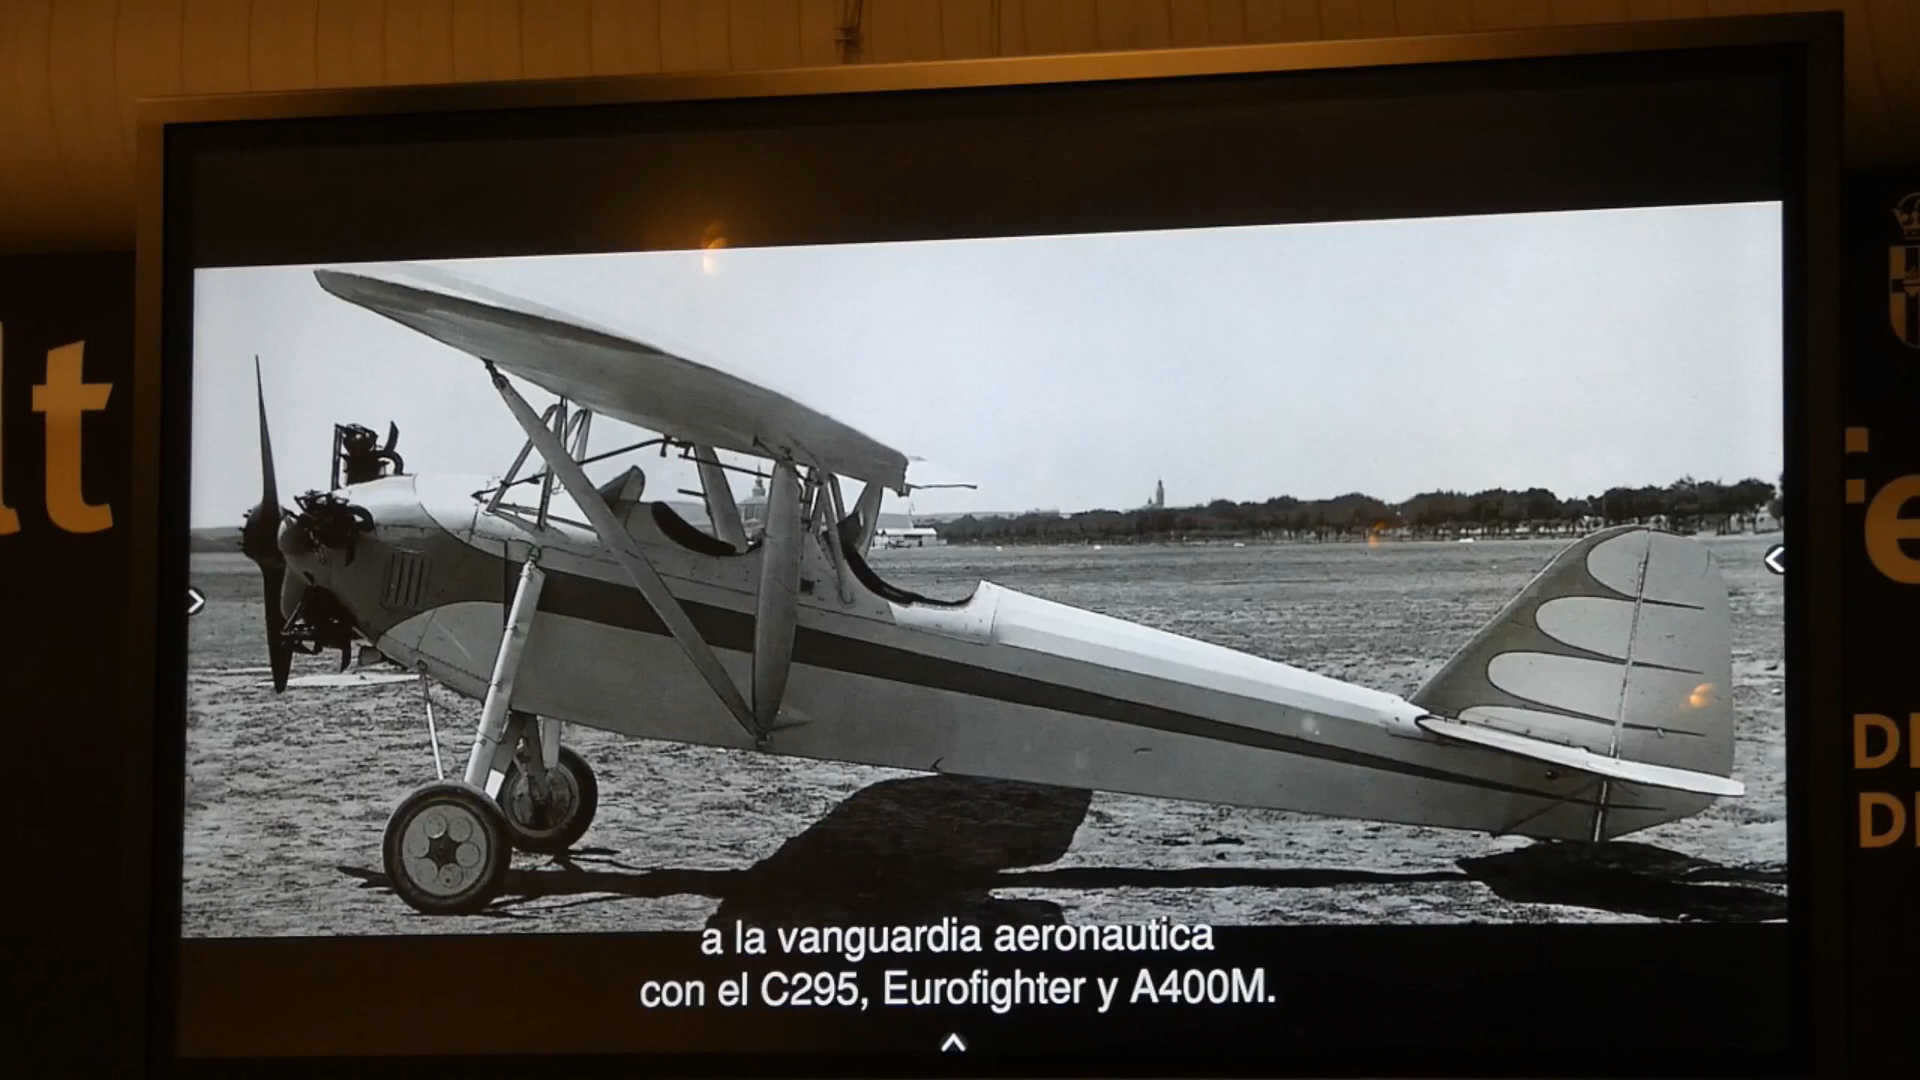 a la vanguardia aeronautica
con el C295, Eurofighter y A400M.